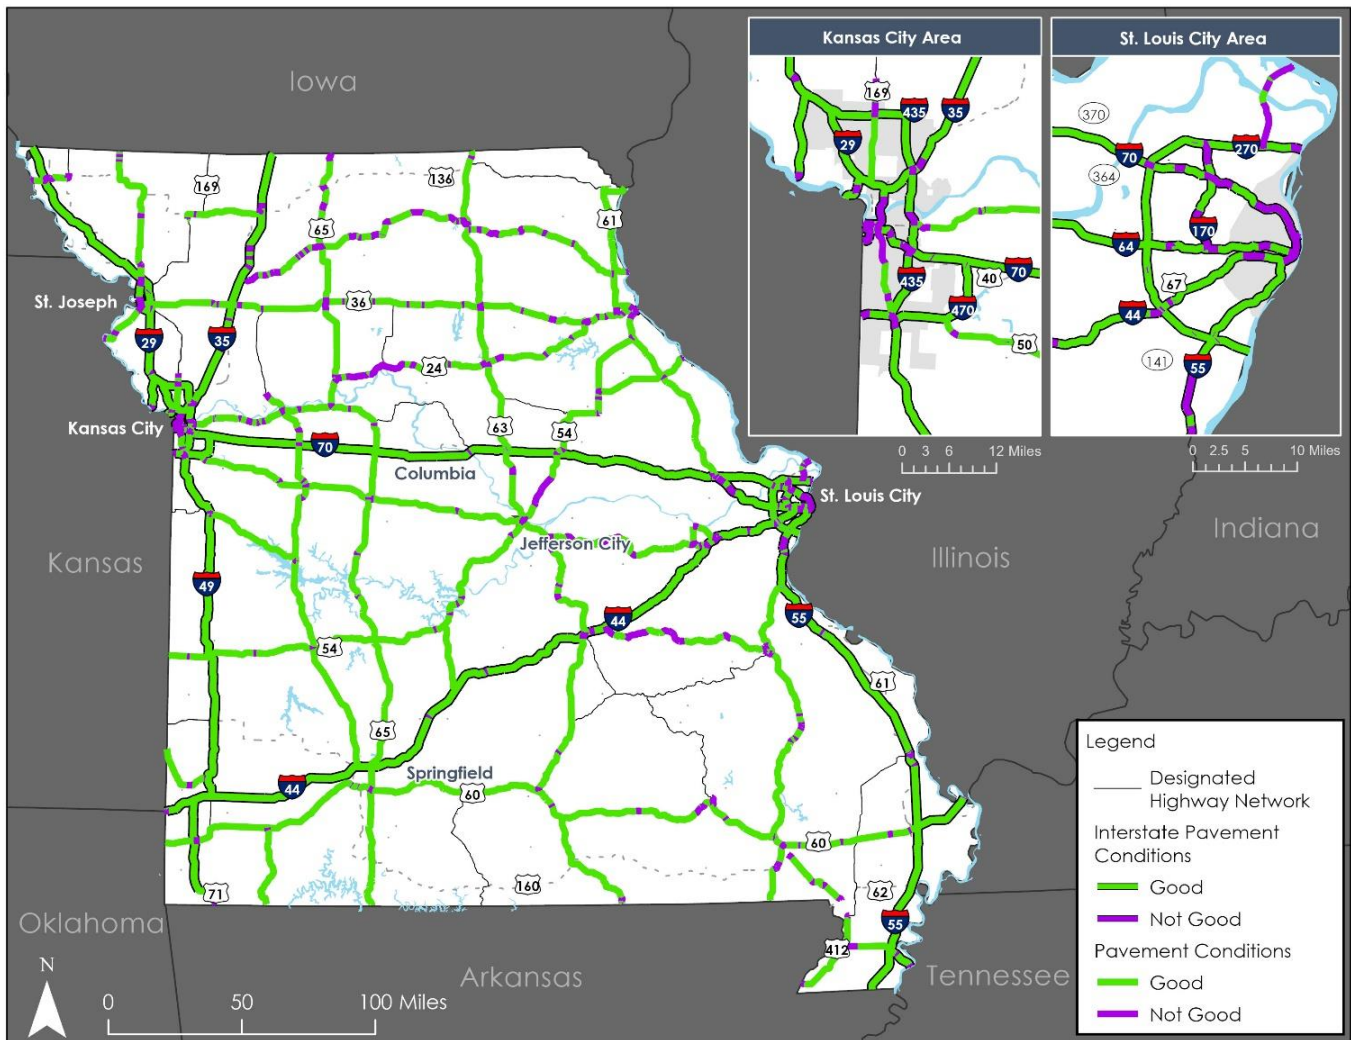 Iowa
Kansas City Area
St. Louis City Area
169
435
35
29
435
70
40
470
50
0 3 6 12 Miles
370
70
364
270
170
64
67
44
141
55
0 2.5 5 10 Miles
169
136
65
61
St. Joseph
36
29
35
24
Kansas City
63
54
70
Columbia
St. Louis City
Jefferson City
Kansas
Illinois
Indiana
49
44
55
54
61
65
Springfield
44
60
60
71
160
62
55
412
Oklahoma
Arkansas
Tennessee
N
0 50 100 Miles
Legend
Designated
Highway Network
Interstate Pavement
Conditions
Good
Not Good
Pavement Conditions
Good
Not Good